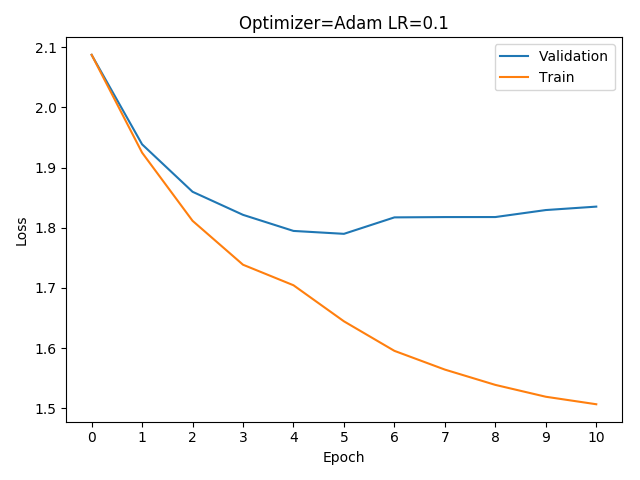 Optimizer=Adam LR=0.1
Validation
Train
2.1
2.0
1.9
1.8
1.7
1.6
1.5
Loss
0 1 2 3 4 5 6 7 8 9 10
Epoch